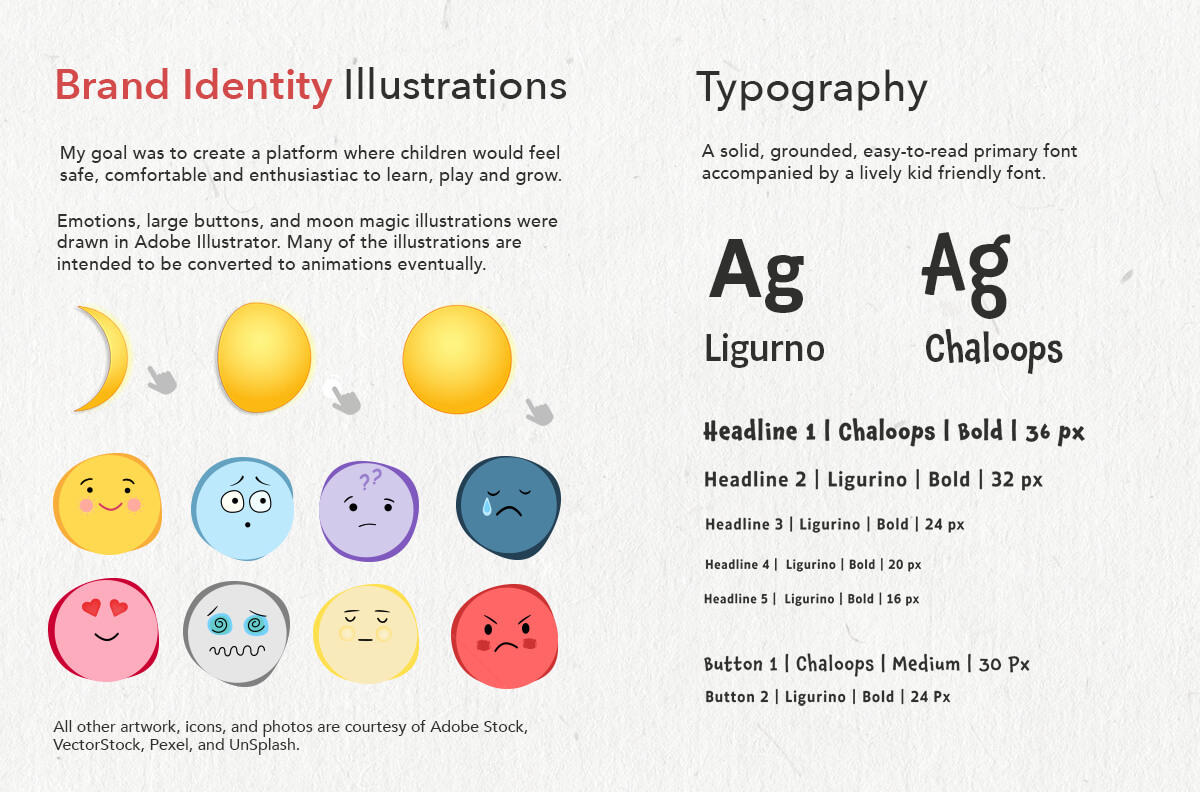 Brand Identity Illustrations
My goal was to create a platform where children would feel
safe, comfortable and enthusiastiac to learn, play and grow.
Emotions, large buttons, and moon magic illustrations were
drawn in Adobe Illustrator. Many of the illustrations are
intended to be converted to animations eventually.
??
All other artwork, icons, and photos are courtesy of Adobe Stock,
VectorStock, Pexel, and UnSplash.
Typography
A solid, grounded, easy-to-read primary font
accompanied by a lively kid friendly font.
Ag
Ligurno
Ag
Chaloops
Headline 1 | Chaloops | Bold | 36 px
Headline 2 | Ligurino | Bold | 32 px
Headline 3 | Ligurino | Bold | 24 px
Headline 4 | Ligurino | Bold | 20 px
Headline 5 | Ligurino | Bold | 16 px
Button 1 | Chaloops | Medium | 30 Px
Button 2 | Ligurino | Bold | 24 Px